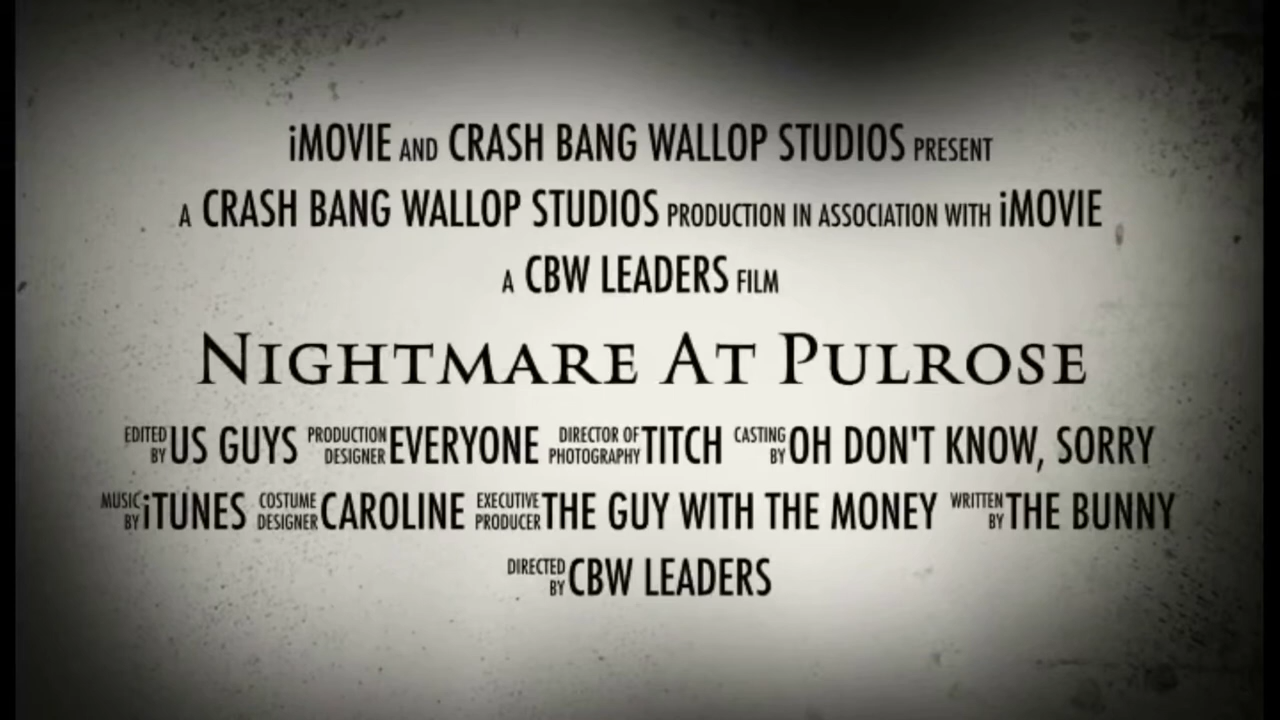 iMOVIE AND CRASH BANG WALLOP STUDIOS PRESENT
A CRASH BANG WALLOP STUDIOS PRODUCTION IN ASSOCIATION WITH iMOVIE
A CBW LEADERS FILM
NIGHTMARE AT PULROSE
EDITED BY US GUYS PRODUCTION DESIGNER EVERYONE DIRECTOR OF PHOTOGRAPHY TITCH CASTING BY OH DON'T KNOW, SORRY
MUSIC BY iTUNES COSTUME DESIGNER CAROLINE EXECUTIVE PRODUCER THE GUY WITH THE MONEY WRITTEN BY THE BUNNY
DIRECTED BY CBW LEADERS